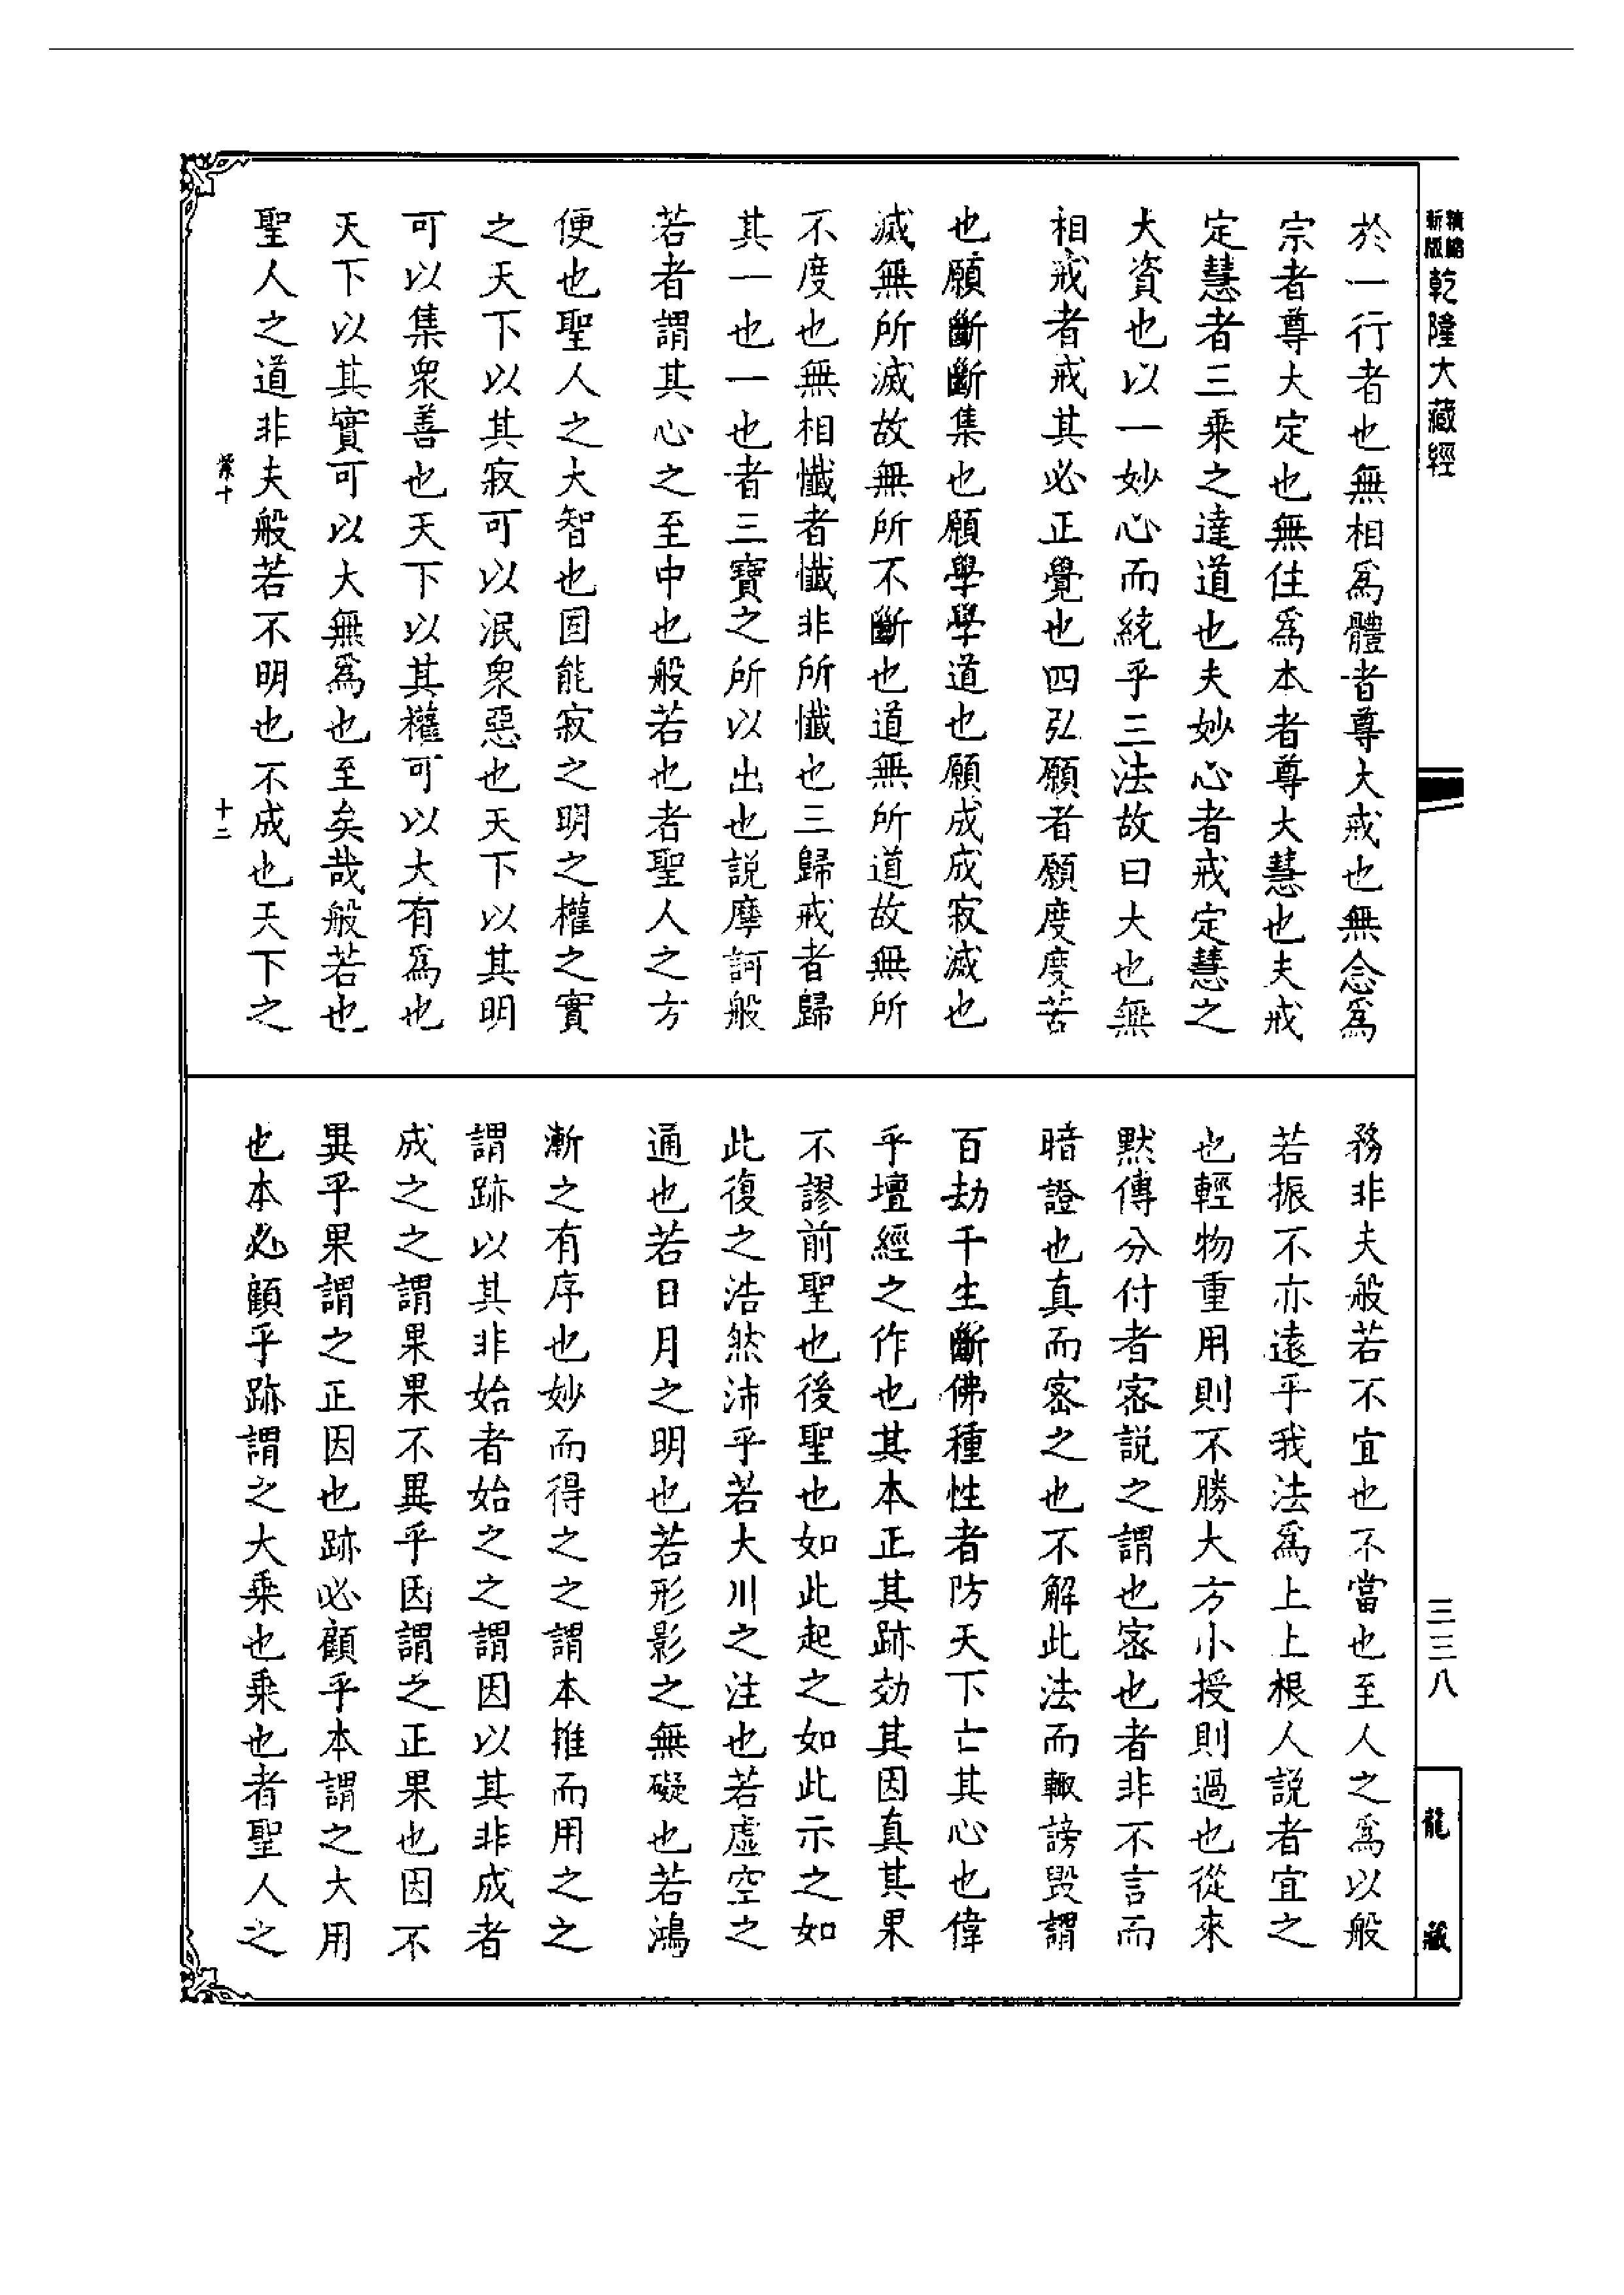 精縮新版乾隆大藏經
於一行者也無相爲體者尊大戒也無念爲
宗者尊大定也無住爲本者尊大慧也夫戒
定慧者三乗之達道也夫妙心者戒定慧之
大資也以一妙心而統乎三法故曰大也無
相戒者戒其必正覺也四弘願者願度度苦
也願斷斷集也願學學道也願成成寂滅也
滅無所滅故無所不斷也道無所道故無所
不度也無相懺者懺非所懺也三歸戒者歸
其一也一也者三寶之所以出也説摩訶般
若者謂其心之至中也般若也者聖人之方
便也聖人之大智也固能寂之明之權之實
之天下以其寂可以泯衆惡也天下以其明
可以集衆善也天下以其權可以大有爲也
天下以其實可以大無爲也至矣哉般若也
聖人之道非夫般若不明也不成也天下之
十二
務非夫般若不宜也不當也至人之爲以般
若振不亦遠乎我法爲上上根人説者宜之
也輕物重用則不勝大方小授則過也從來
默傳分付者密説之謂也密也者非不言而
暗證也真而密之也不解此法而輙謗毀謂
百劫千生斷佛種性者防天下亡其心也偉
乎壇經之作也其本正其跡効其因真其果
不謬前聖也後聖也如此起之如此示之如
此復之浩然沛乎若大川之注也若虛空之
通也若日月之明也若形影之無礙也若鴻
漸之有序也妙而得之之謂本推而用之之
謂跡以其非始者始之之謂因以其非成者
成之之謂果果不異乎因謂之正果也因不
異乎果謂之正因也跡必顧乎本謂之大用
也本必顧乎跡謂之大乗也乗也者聖人之
三三八
龍藏